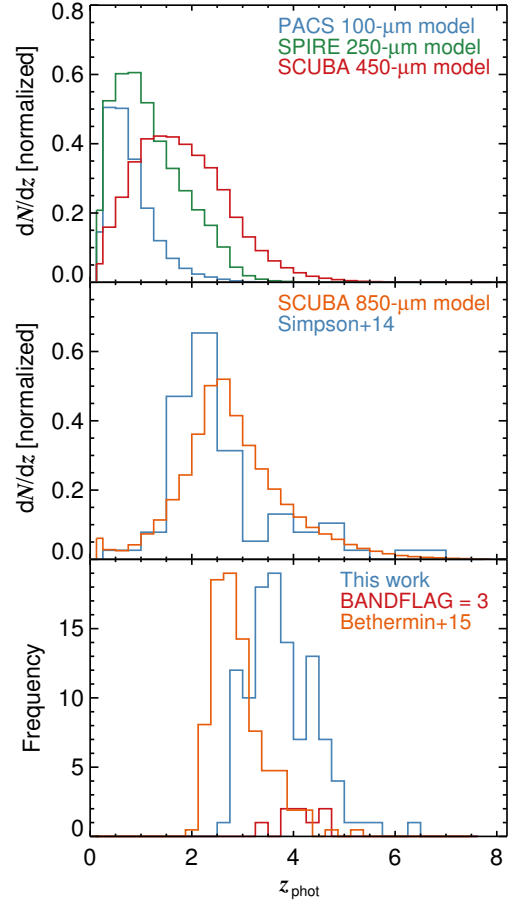 PACS 100-μm model
SPIRE 250-μm model
SCUBA 450-μm model
dN/dz [normalized]
0.8
0.6
0.4
0.2
0.0
SCUBA 850-μm model
Simpson+14
dN/dz [normalized]
0.6
0.4
0.2
0.0
This work
BANDFLAG = 3
Bethermin+15
Frequency
15
10
5
0
0 2 4 6 8
zphot